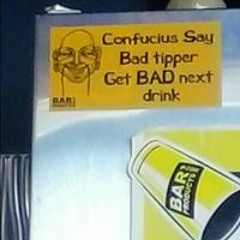 Confucius Say
Bad tipper
Get BAD next
drink
BAR
BAR
PRODUCTS